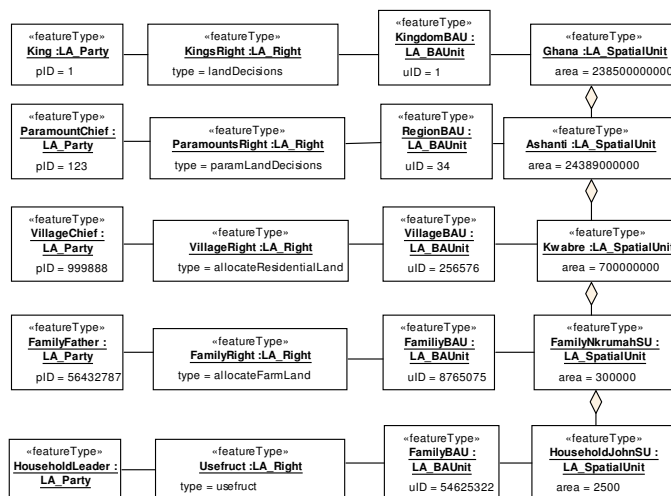 «featureType»
King :LA_Party
pID = 1
«featureType»
KingsRight :LA_Right
type = landDecisions
«featureType»
KingdomBAU :
LA_BAUnit
uID = 1
«featureType»
Ghana :LA_SpatialUnit
area = 238500000000
«featureType»
ParamountChief :
LA_Party
pID = 123
«featureType»
ParamountsRight :LA_Right
type = paramLandDecisions
«featureType»
RegionBAU :
LA_BAUnit
uID = 34
«featureType»
Ashanti :LA_SpatialUnit
area = 24389000000
«featureType»
VillageChief :
LA_Party
pID = 999888
«featureType»
VillageRight :LA_Right
type = allocateResidentialLand
«featureType»
VillageBAU :
LA_BAUnit
uID = 256576
«featureType»
Kwabre :LA_SpatialUnit
area = 700000000
«featureType»
FamilyFather :
LA_Party
pID = 56432787
«featureType»
FamilyRight :LA_Right
type = allocateFarmLand
«featureType»
FamiliyBAU :
LA_BAUnit
uID = 8765075
«featureType»
FamilyNkrumahSU :
LA_SpatialUnit
area = 300000
«featureType»
HouseholdLeader :
LA_Party
«featureType»
Usefruct :LA_Right
type = usefruct
«featureType»
FamilyBAU :
LA_BAUnit
uID = 54625322
«featureType»
HouseholdJohnSU :
LA_SpatialUnit
area = 2500